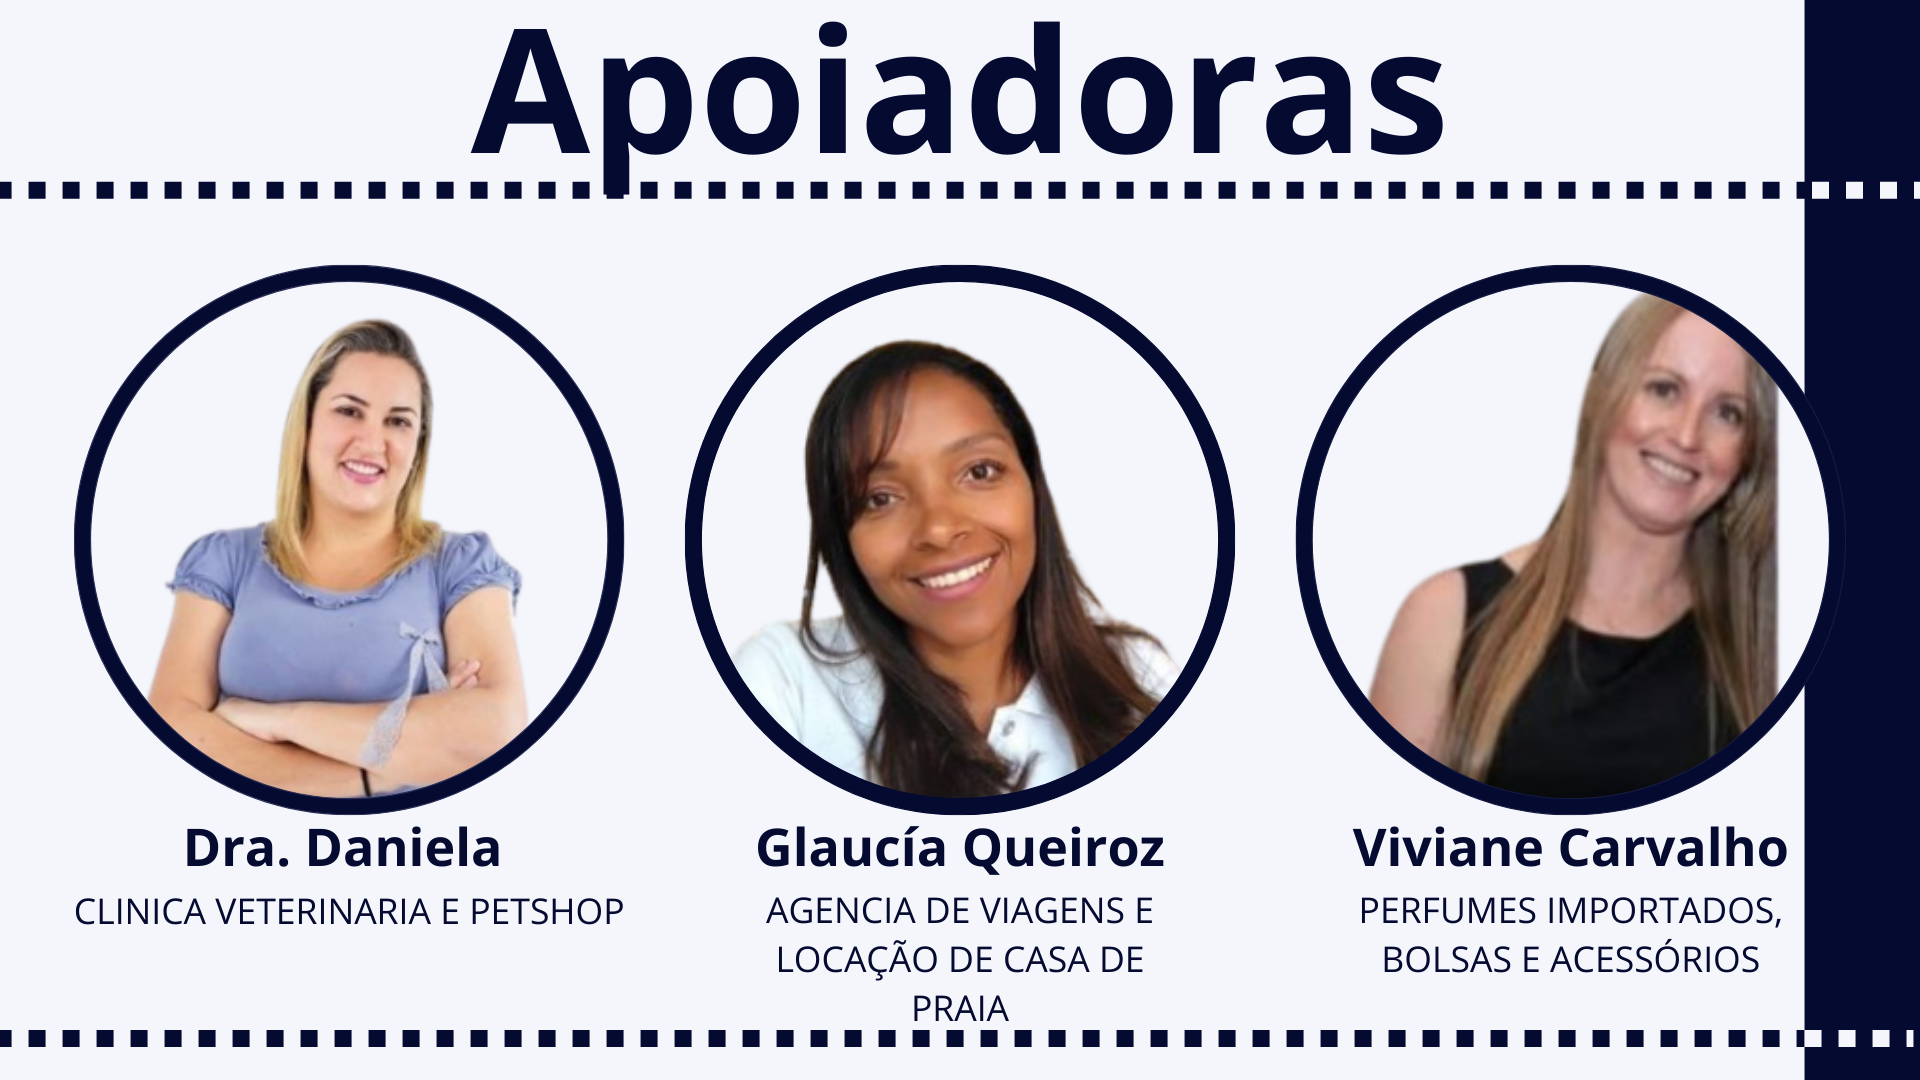 Apoiadoras
Dra. Daniela
CLINICA VETERINARIA E PETSHOP
Glaucía Queiroz
AGENCIA DE VIAGENS E
LOCAÇÃO DE CASA DE
PRAIA
Viviane Carvalho
PERFUMES IMPORTADOS,
BOLSAS E ACESSÓRIOS